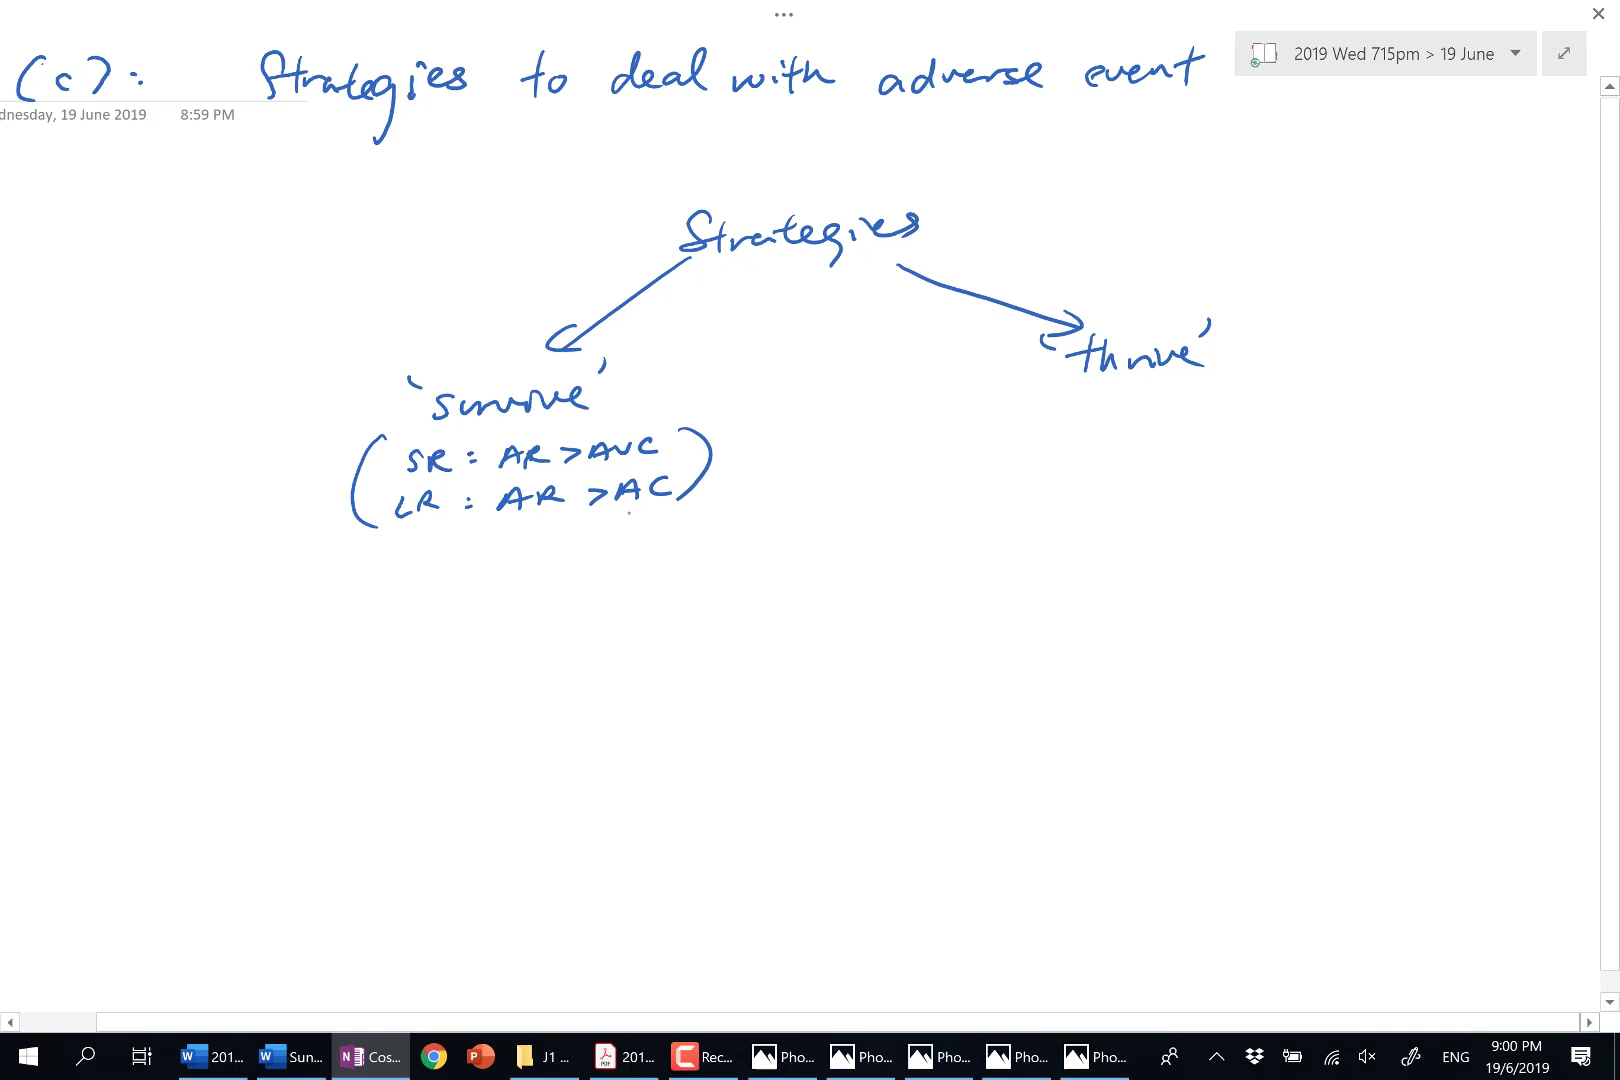 (c): Strategies to deal with adverse event
2019 Wed 715pm > 19 June
dnesday, 19 June 2019 8:59 PM
Strategies
'survive'
'thrive'
SR: AR > AVC
LR: AR > AC
201... Sun... Cos... J1 ... 201... Rec... Pho... Pho... Pho... Pho... Pho... ENG
9:00 PM
19/6/2019